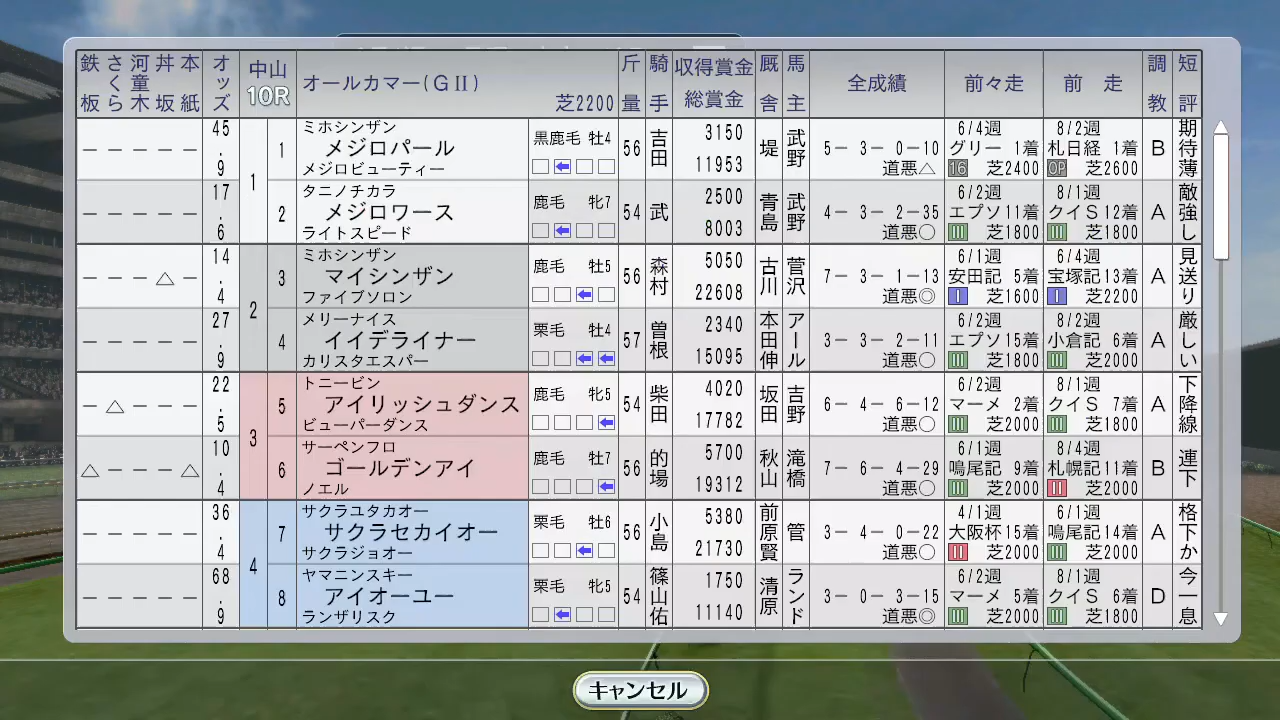 鉄板 さくら 河童木 丼坂 本紙 オッズ 中山10R オールカマー(GⅡ) 芝2200 斤量 騎手 収得賞金 総賞金 厩舎 馬主 全成績 前々走 前 走 調教 短評
－－－－－ 45.9 1 1 ミホシンザン 黒鹿毛 牡4 56 吉田 3150 堤 武野 5－ 3－ 0－10 6/4週 8/2週 B 期待薄
メジロパール グリー 1着 札日経 1着
メジロビューティー ← 11953 道悪△ 16 芝2400 OP 芝2600
－－－－－ 17.6 2 タニノチカラ 鹿毛 牝7 54 武 2500 青島 武野 4－ 3－ 2－35 6/2週 8/1週 A 敵強し
メジロワース エプソ11着 クイS 12着
ライトスピード ← 8003 道悪○ Ⅲ 芝1800 Ⅲ 芝1800
－－－△－ 14.4 2 3 ミホシンザン 鹿毛 牡5 56 森村 5050 古川 菅沢 7－ 3－ 1－13 6/1週 6/4週 A 見送り
マイシンザン 安田記 5着 宝塚記13着
ファイブソロン ← 22608 道悪◎ Ⅰ 芝1600 Ⅰ 芝2200
－－－－－ 27.9 4 メリーナイス 栗毛 牡4 57 曽根 2340 本田伸 アール 3－ 3－ 2－11 6/2週 8/2週 A 厳しい
イイデライナー エプソ15着 小倉記 6着
カリスタエスパー ←← 15095 道悪○ Ⅲ 芝1800 Ⅲ 芝2000
－△－－－ 22.5 3 5 トニービン 鹿毛 牝5 54 柴田 4020 坂田 吉野 6－ 4－ 6－12 6/2週 8/1週 A 下降線
アイリッシュダンス マーメ 2着 クイS 7着
ビューパーダンス ← 17782 道悪○ Ⅲ 芝2000 Ⅲ 芝1800
△－－－△ 10.4 6 サーペンフロ 鹿毛 牡7 56 的場 5700 秋山 滝橋 7－ 6－ 4－29 6/1週 8/4週 B 連下
ゴールデンアイ 鳴尾記 9着 札幌記11着
ノエル ← 19312 道悪○ Ⅲ 芝2000 Ⅱ 芝2000
－－－－－ 36.4 4 7 サクラユタカオー 栗毛 牡6 56 小島 5380 前原賢 管 3－ 4－ 0－22 4/1週 6/1週 A 格下か
サクラセカイオー 大阪杯15着 鳴尾記14着
サクラジョオー ← 21730 道悪○ Ⅱ 芝2000 Ⅲ 芝2000
－－－－－ 68.9 8 ヤマニンスキー 栗毛 牝5 54 篠山佑 1750 清原 ランド 3－ 0－ 3－15 6/2週 8/1週 D 今一息
アイオーユー マーメ 5着 クイS 6着
ランザリスク ← 11140 道悪◎ Ⅲ 芝2000 Ⅲ 芝1800
キャンセル